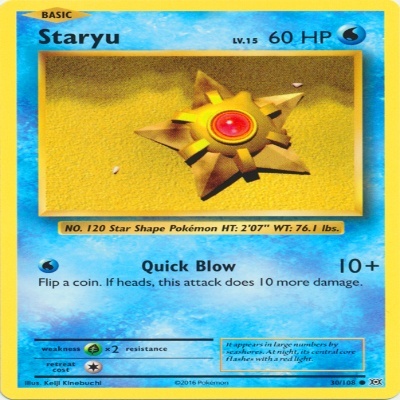 BASIC
Staryu LV.15 60 HP
NO. 120 Star Shape Pokémon HT: 2'07" WT: 76.1 lbs.
Quick Blow 10+
Flip a coin. If heads, this attack does 10 more damage.
weakness ×2 resistance
retreat
cost
It appears in large numbers by
seashores. At night, its central core
flashes with a red light.
Illus. Keiji Kinebuchi ©2016 Pokémon 30/108